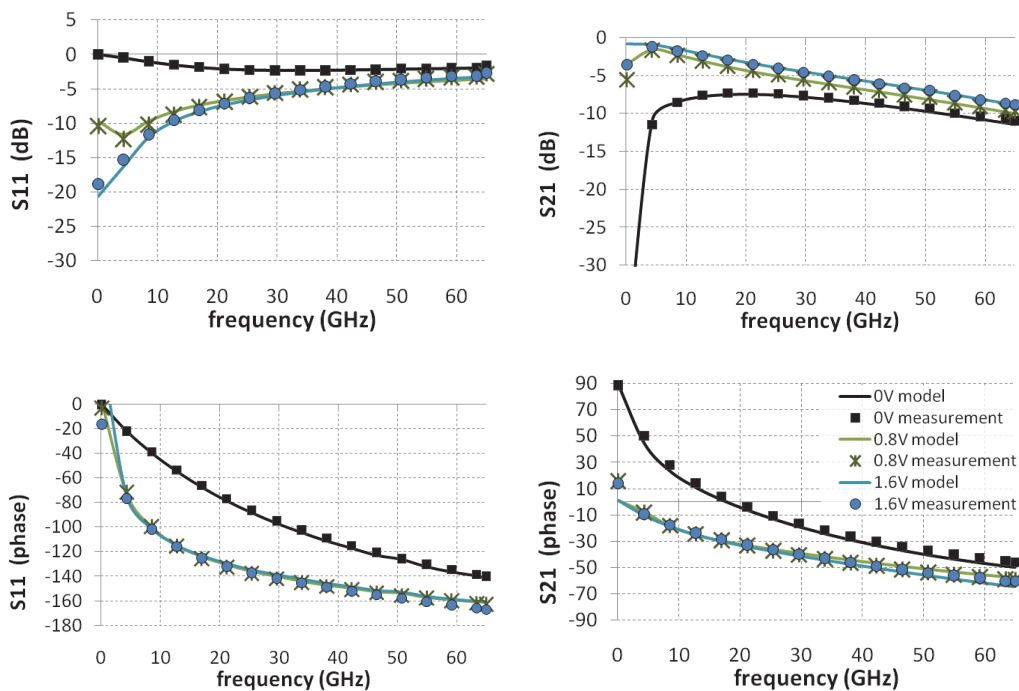 5
0
-5
-10
-15
-20
-25
-30
S11 (dB)
0 10 20 30 40 50 60
frequency (GHz)
0
-5
-10
-15
-20
-25
-30
S21 (dB)
0 10 20 30 40 50 60
frequency (GHz)
0
-20
-40
-60
-80
-100
-120
-140
-160
-180
S11 (phase)
0 10 20 30 40 50 60
frequency (GHz)
90
70
50
30
10
-10
-30
-50
-70
-90
S21 (phase)
0V model
0V measurement
0.8V model
0.8V measurement
1.6V model
1.6V measurement
0 10 20 30 40 50 60
frequency (GHz)